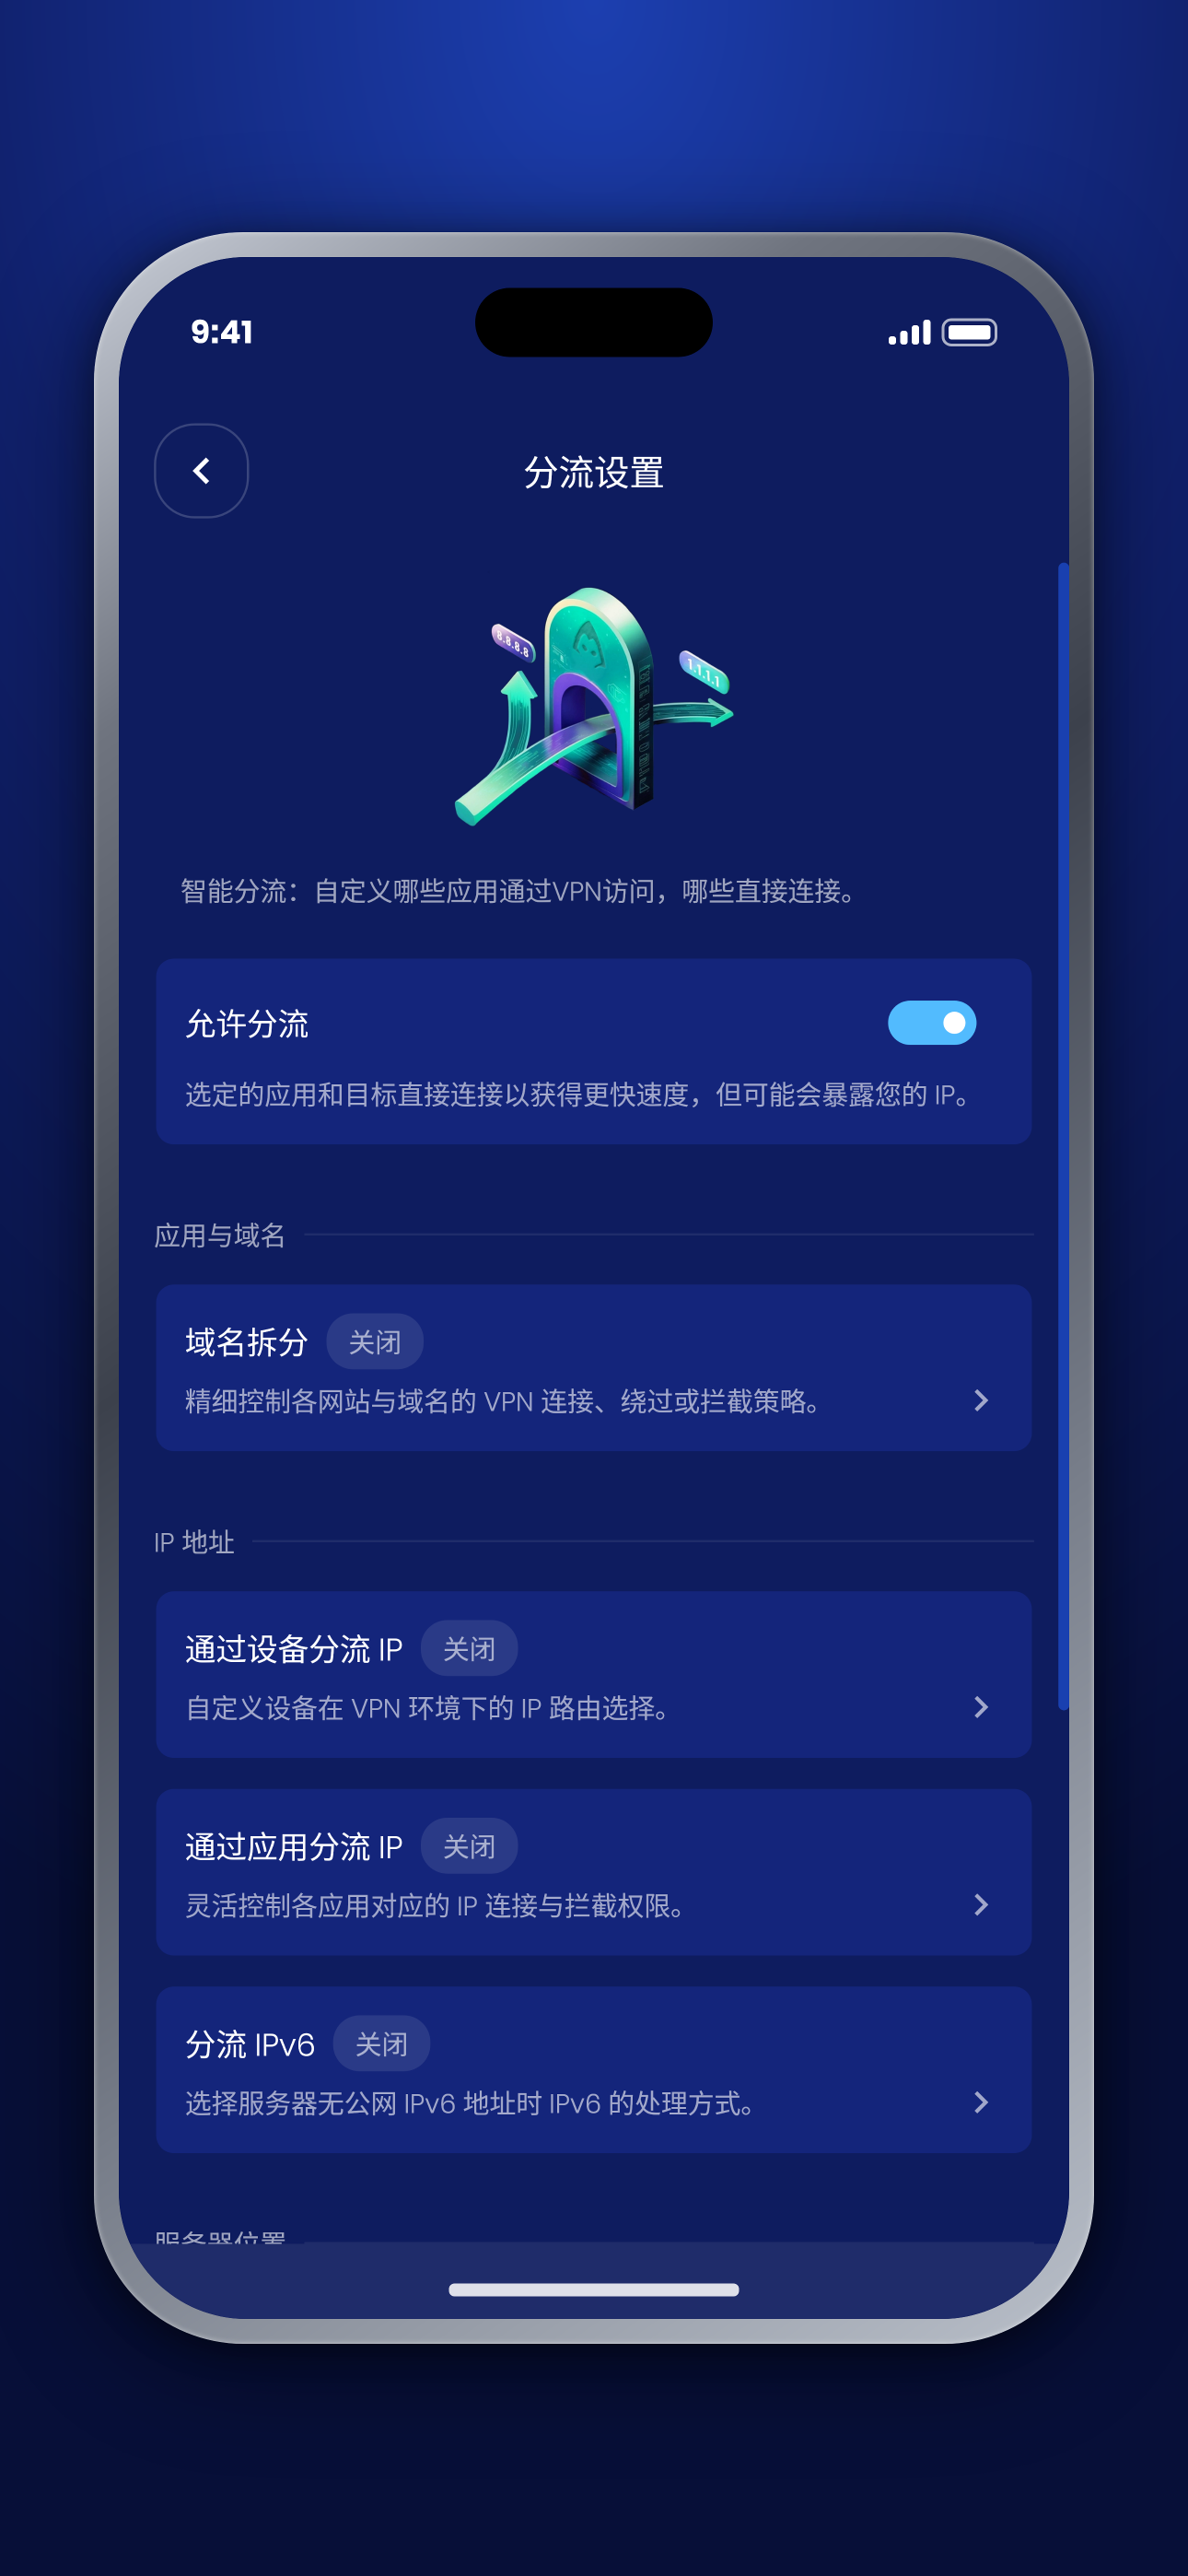 9:41
分流设置
8.8.8.8
1.1.1.1
智能分流：自定义哪些应用通过VPN访问，哪些直接连接。
允许分流
选定的应用和目标直接连接以获得更快速度，但可能会暴露您的 IP。
应用与域名
域名拆分 关闭
精细控制各网站与域名的 VPN 连接、绕过或拦截策略。
IP 地址
通过设备分流 IP 关闭
自定义设备在 VPN 环境下的 IP 路由选择。
通过应用分流 IP 关闭
灵活控制各应用对应的 IP 连接与拦截权限。
分流 IPv6 关闭
选择服务器无公网 IPv6 地址时 IPv6 的处理方式。
服务器位置